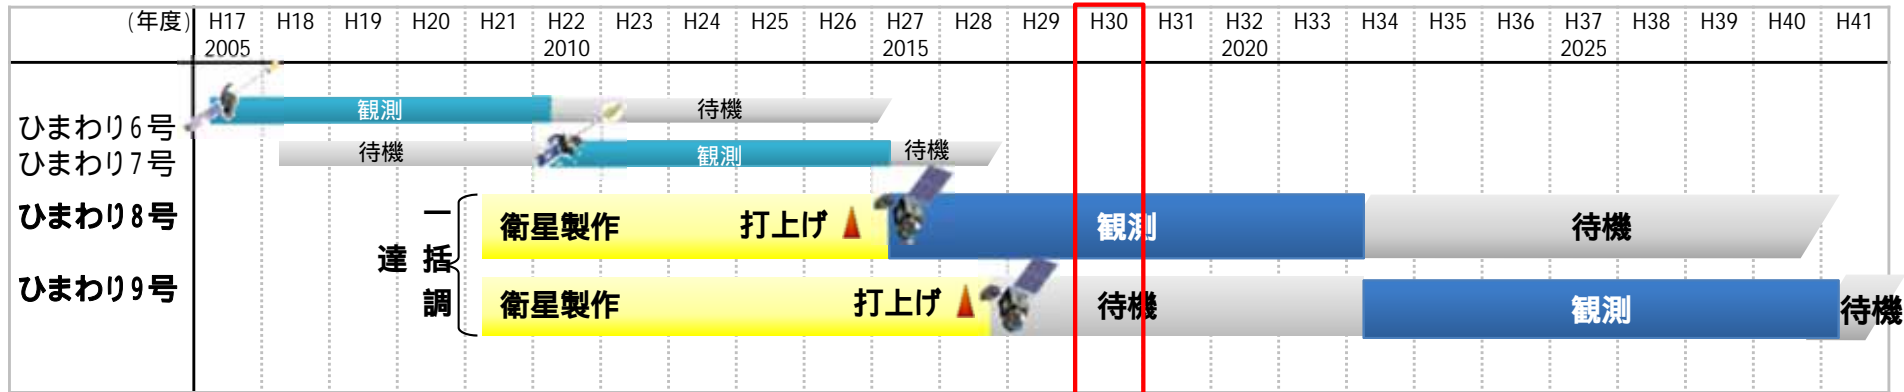 (年度) H17 H18 H19 H20 H21 H22 H23 H24 H25 H26 H27 H28 H29 H30 H31 H32 H33 H34 H35 H36 H37 H38 H39 H40 H41
2005 2010 2015 2020 2025
ひまわり6号 観測 待機
ひまわり7号 待機 観測 待機
ひまわり8号 衛星製作 打上げ 観測 待機
一括調達
ひまわり9号 衛星製作 打上げ 待機 観測 待機